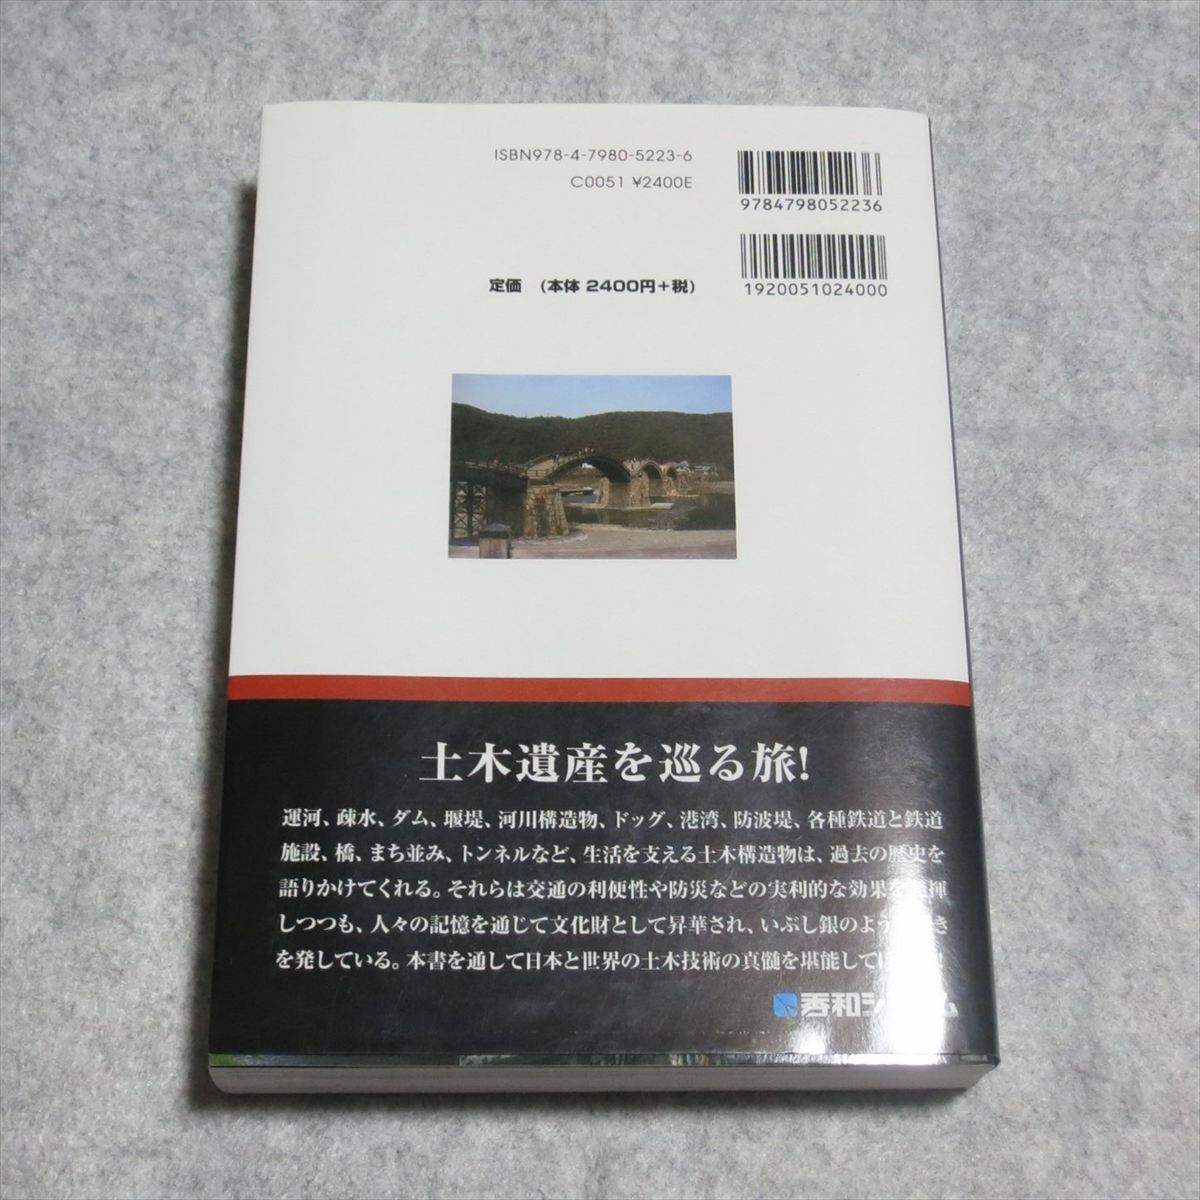 ISBN978-4-7980-5223-6
C0051 ¥2400E
9784798052236
定価 （本体 2400円＋税）
1920051024000
土木遺産を巡る旅！
運河、疎水、ダム、堰堤、河川構造物、ドッグ、港湾、防波堤、各種鉄道と鉄道
施設、橋、まち並み、トンネルなど、生活を支える土木構造物は、過去の歴史を
語りかけてくれる。それらは交通の利便性や防災などの実利的な効果を発揮
しつつも、人々の記憶を通じて文化財として昇華され、いぶし銀のよう
を発している。本書を通して日本と世界の土木技術の真髄を堪能してほ
秀和シ